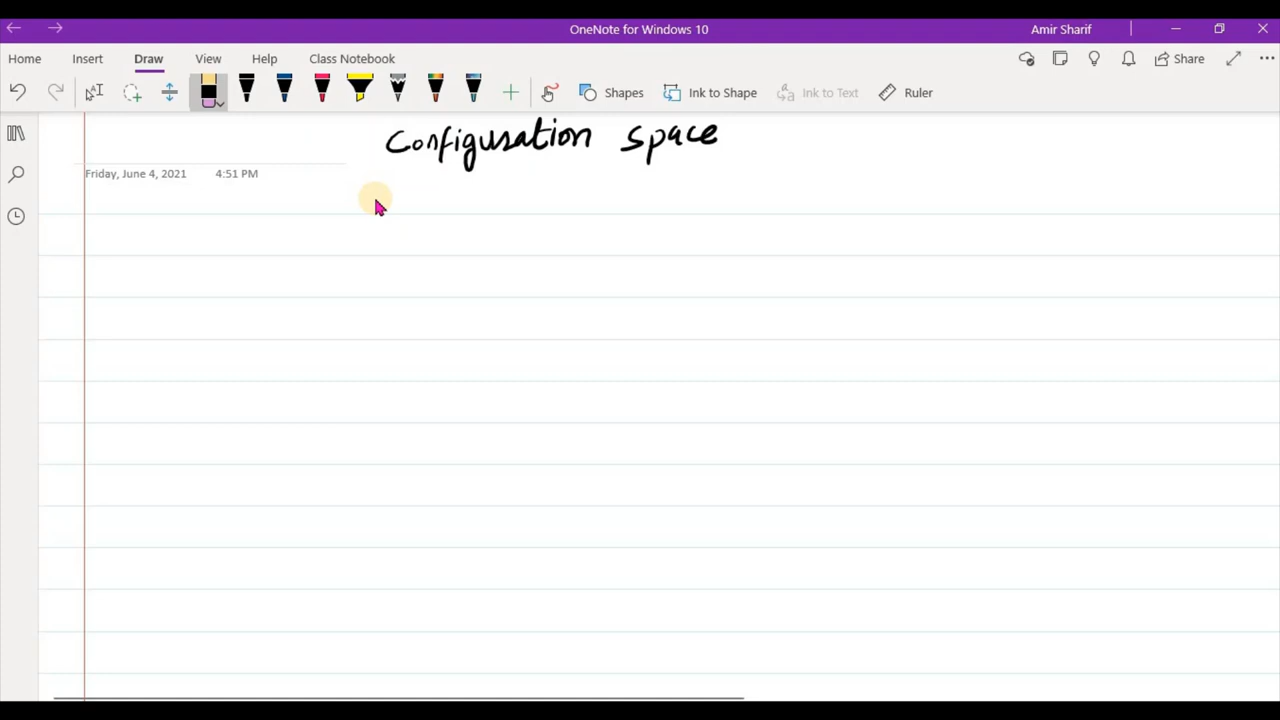 OneNote for Windows 10
Amir Sharif
Home Insert Draw View Help Class Notebook
Share
Shapes Ink to Shape Ink to Text Ruler
Configuration space
Friday, June 4, 2021 4:51 PM